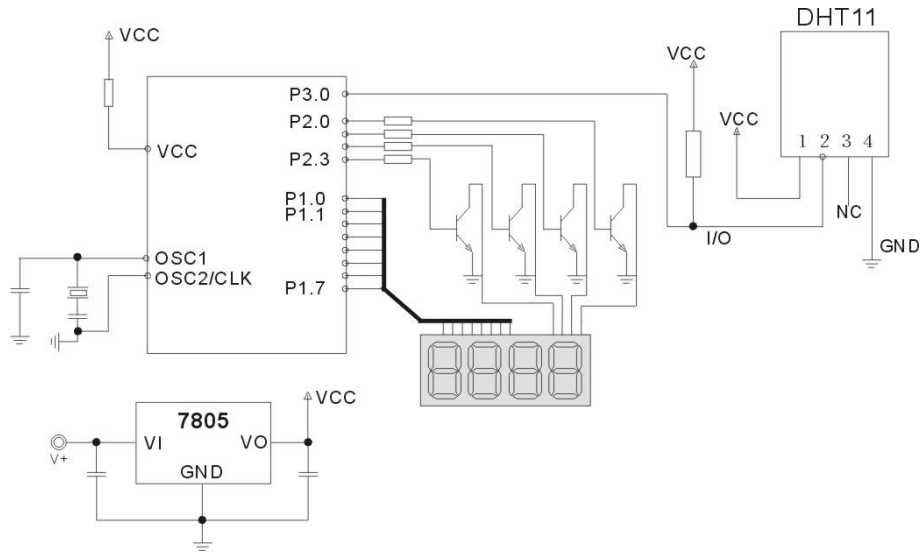 DHT11
VCC
VCC
P3.0
P2.0
VCC
P2.3
VCC
1 2 3 4
P1.0
P1.1
NC
I/O
GND
OSC1
OSC2/CLK
P1.7
VCC
7805
VI VO
V+
GND